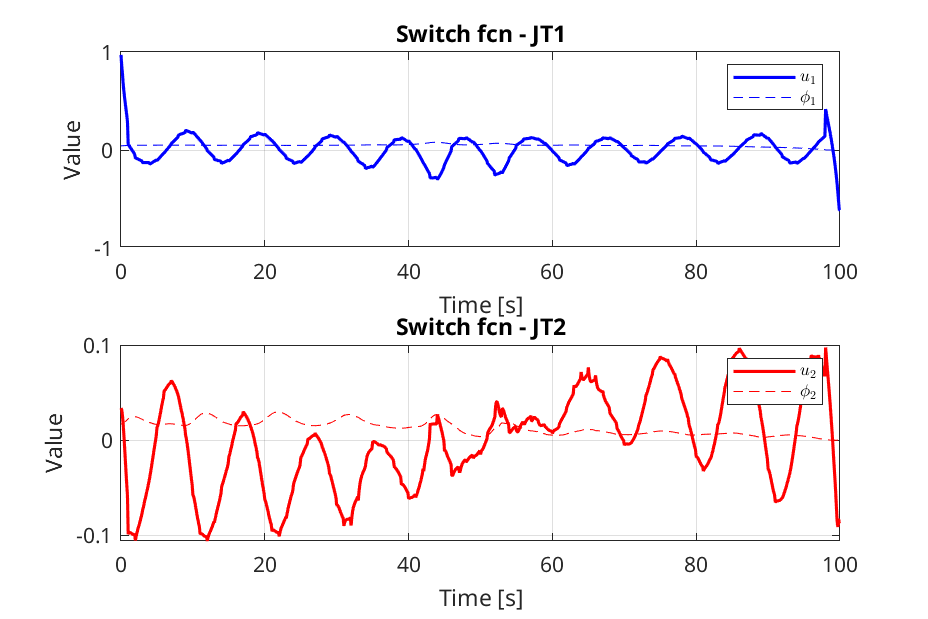 Switch fcn - JT1
1
0
-1
Value
u₁
ϕ₁
0 20 40 60 80 100
Time [s]
Switch fcn - JT2
0.1
0
-0.1
Value
u₂
ϕ₂
0 20 40 60 80 100
Time [s]